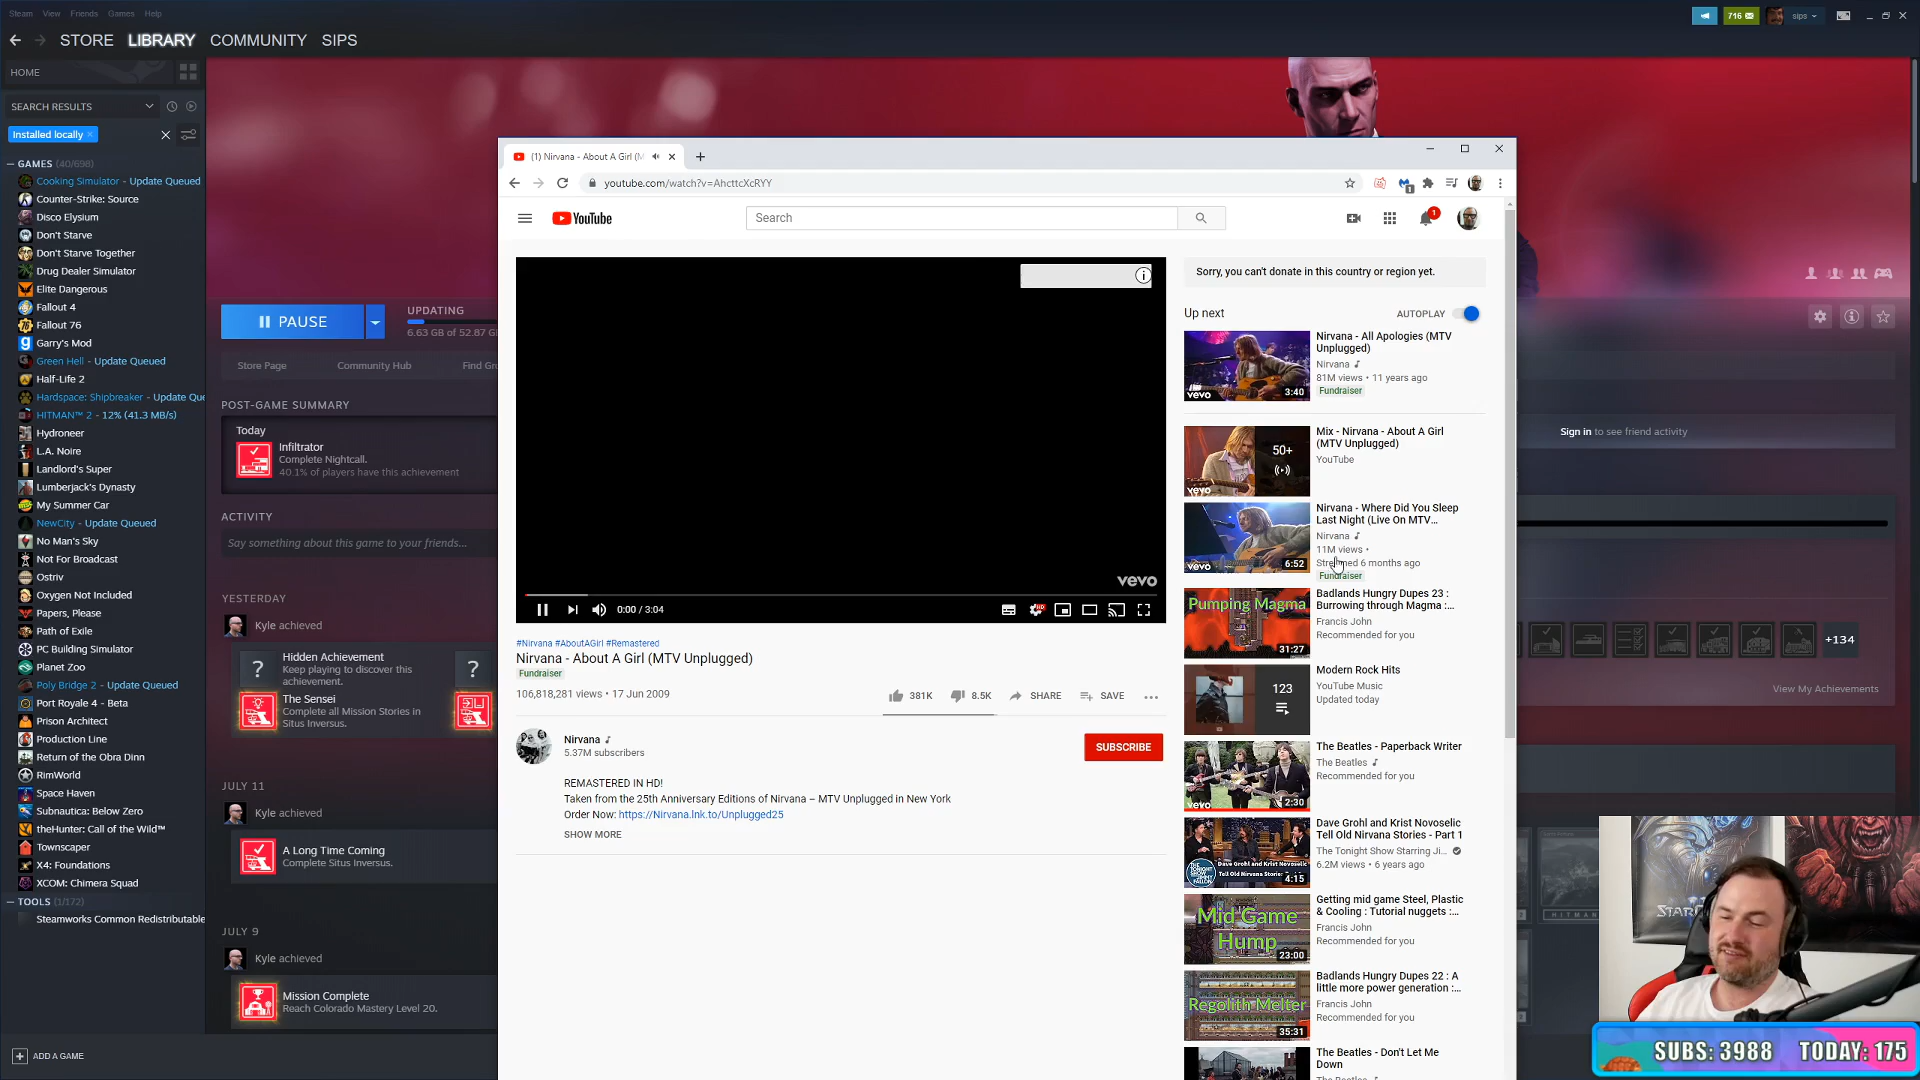 Steam View Friends Games Help
716 sips
STORE LIBRARY COMMUNITY SIPS
HOME
SEARCH RESULTS
Installed locally
GAMES (40/698)
Cooking Simulator - Update Queued
Counter-Strike: Source
Disco Elysium
Don't Starve
Don't Starve Together
Drug Dealer Simulator
Elite Dangerous
Fallout 4
Fallout 76
Garry's Mod
Green Hell - Update Queued
Half-Life 2
Hardspace: Shipbreaker - Update Que
HITMAN™ 2 - 12% (41.3 MB/s)
Hydroneer
L.A. Noire
Landlord's Super
Lumberjack's Dynasty
My Summer Car
NewCity - Update Queued
No Man's Sky
Not For Broadcast
Ostriv
Oxygen Not Included
Papers, Please
Path of Exile
PC Building Simulator
Planet Zoo
Poly Bridge 2 - Update Queued
Port Royale 4 - Beta
Prison Architect
Production Line
Return of the Obra Dinn
RimWorld
Space Haven
Subnautica: Below Zero
theHunter: Call of the Wild™
Townscaper
X4: Foundations
XCOM: Chimera Squad
TOOLS (1/172)
Steamworks Common Redistributable
ADD A GAME
PAUSE
UPDATING
6.63 GB of 52.87 G
Store Page Community Hub Find Gr
POST-GAME SUMMARY
Today
Infiltrator
Complete Nightcall.
40.1% of players have this achievement
ACTIVITY
Say something about this game to your friends...
YESTERDAY
Kyle achieved
Hidden Achievement
Keep playing to discover this
achievement.
The Sensei
Complete all Mission Stories in
Situs Inversus.
JULY 11
Kyle achieved
A Long Time Coming
Complete Situs Inversus.
JULY 9
Kyle achieved
Mission Complete
Reach Colorado Mastery Level 20.
(1) Nirvana - About A Girl (M
youtube.com/watch?v=AhcttcXcRYY
1
YouTube
Search
1
vevo
0:00 / 3:04
HD
#Nirvana #AboutAGirl #Remastered
Nirvana - About A Girl (MTV Unplugged)
Fundraiser
106,818,281 views • 17 Jun 2009
381K 8.5K SHARE SAVE
Nirvana
5.37M subscribers
SUBSCRIBE
REMASTERED IN HD!
Taken from the 25th Anniversary Editions of Nirvana – MTV Unplugged in New York
Order Now: https://Nirvana.lnk.to/Unplugged25
SHOW MORE
Sorry, you can't donate in this country or region yet.
Up next
AUTOPLAY
vevo
3:40
Nirvana - All Apologies (MTV
Unplugged)
Nirvana
81M views • 11 years ago
Fundraiser
vevo
50+
Mix - Nirvana - About A Girl
(MTV Unplugged)
YouTube
vevo
6:52
Nirvana - Where Did You Sleep
Last Night (Live On MTV...
Nirvana
11M views •
Streamed 6 months ago
Fundraiser
Pumping Magma
31:27
Badlands Hungry Dupes 23 :
Burrowing through Magma :...
Francis John
Recommended for you
123
Modern Rock Hits
YouTube Music
Updated today
vevo
2:30
The Beatles - Paperback Writer
The Beatles
Recommended for you
Tell Old Nirvana Stories
4:15
Dave Grohl and Krist Novoselic
Tell Old Nirvana Stories - Part 1
The Tonight Show Starring Ji...
6.2M views • 6 years ago
Mid Game
Hump
23:00
Getting mid game Steel, Plastic
& Cooling : Tutorial nuggets :...
Francis John
Recommended for you
Regolith Melter
35:31
Badlands Hungry Dupes 22 : A
little more power generation :...
Francis John
Recommended for you
The Beatles - Don't Let Me
Down
Sign in to see friend activity
+134
View My Achievements
SUBS: 3988 TODAY: 175